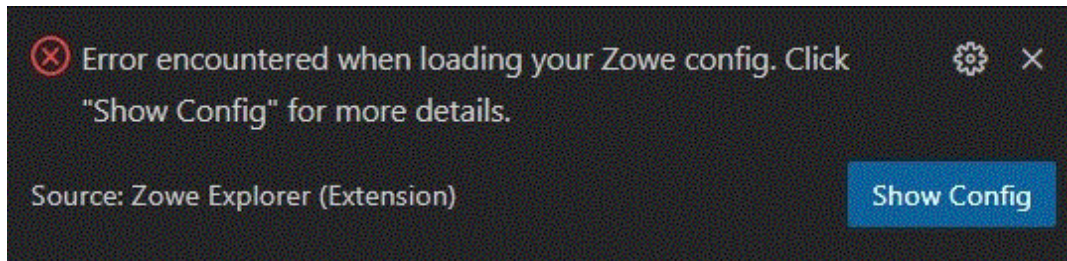 Error encountered when loading your Zowe config. Click
"Show Config" for more details.
Source: Zowe Explorer (Extension)
Show Config